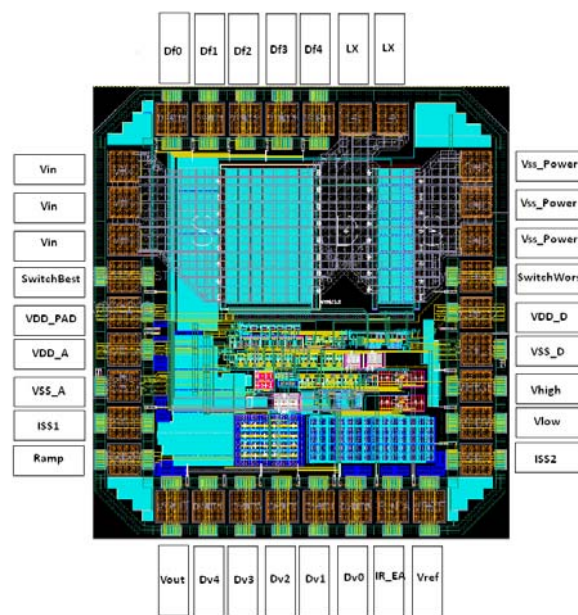 Df0 Df1 Df2 Df3 Df4 LX LX
Vin
Vin
Vin
SwitchBest
VDD_PAD
VDD_A
VSS_A
ISS1
Ramp
Vss_Power
Vss_Power
Vss_Power
SwitchWors
VDD_D
VSS_D
Vhigh
Vlow
ISS2
Vout Dv4 Dv3 Dv2 Dv1 Dv0 IR_EA Vref